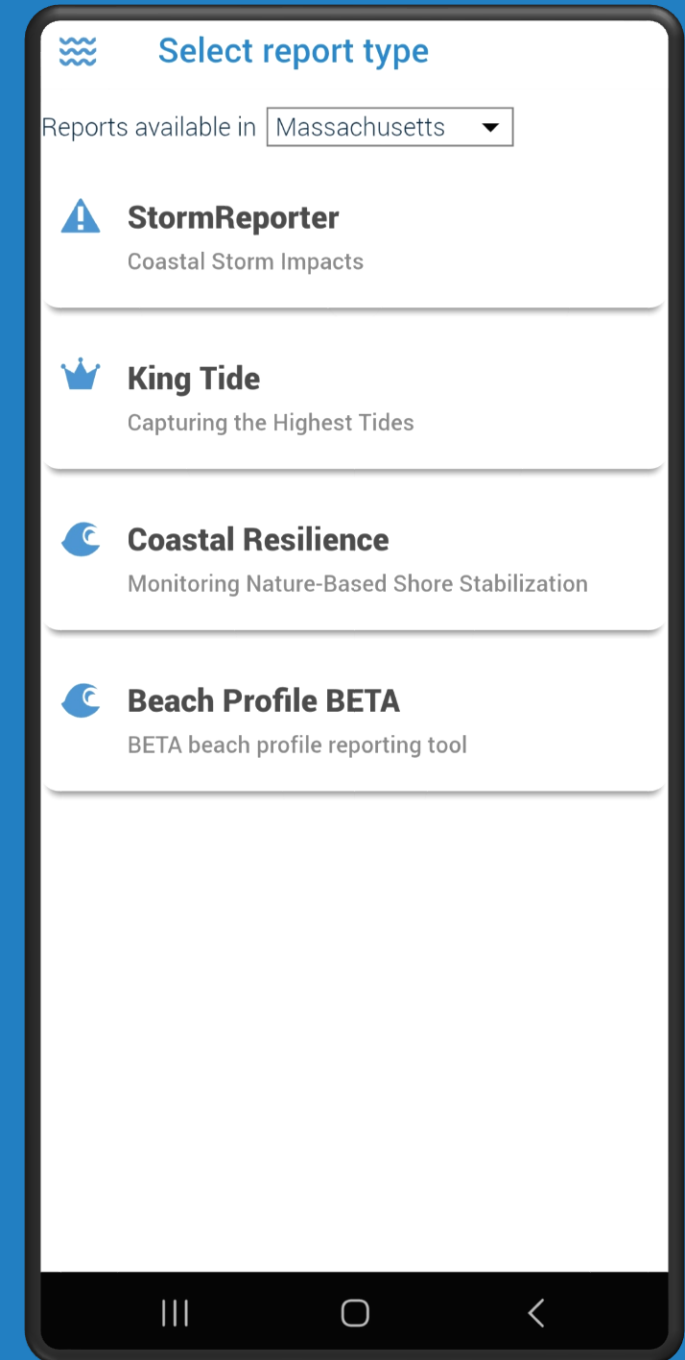 Select report type
Reports available in Massachusetts
StormReporter
Coastal Storm Impacts
King Tide
Capturing the Highest Tides
Coastal Resilience
Monitoring Nature-Based Shore Stabilization
Beach Profile BETA
BETA beach profile reporting tool